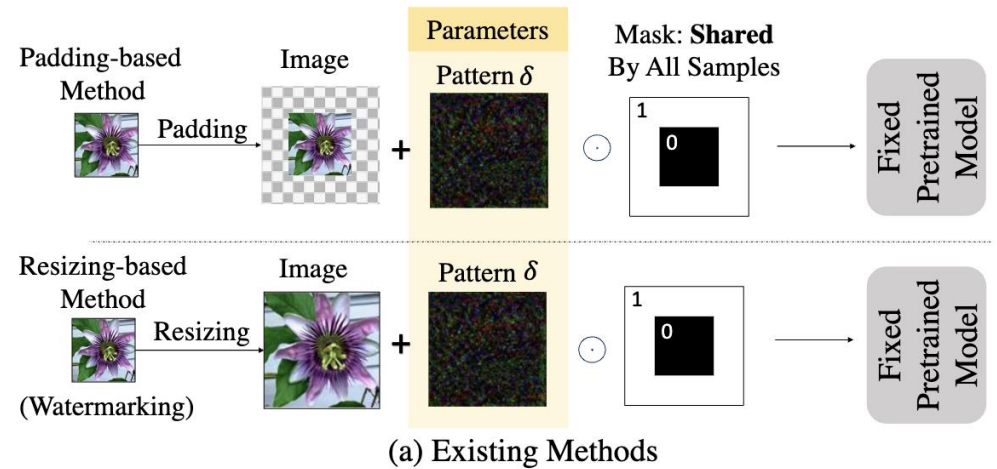 Parameters
Padding-based
Method
Padding
Image
Pattern δ
Mask: Shared
By All Samples
1
0
Fixed
Pretrained
Model
Resizing-based
Method
Resizing
(Watermarking)
Image
Pattern δ
1
0
Fixed
Pretrained
Model
(a) Existing Methods